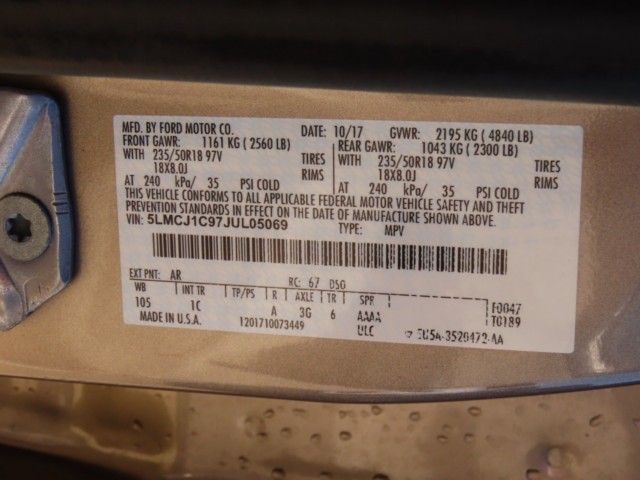 MFD. BY FORD MOTOR CO. DATE: 10/17 GVWR: 2195 KG ( 4840 LB)
FRONT GAWR: 1161 KG ( 2560 LB) REAR GAWR: 1043 KG ( 2300 LB)
WITH 235/50R18 97V TIRES WITH 235/50R18 97V TIRES
18X8.0J RIMS 18X8.0J RIMS
AT 240 kPa/ 35 PSI COLD AT 240 kPa/ 35 PSI COLD
THIS VEHICLE CONFORMS TO ALL APPLICABLE FEDERAL MOTOR VEHICLE SAFETY AND THEFT
PREVENTION STANDARDS IN EFFECT ON THE DATE OF MANUFACTURE SHOWN ABOVE.
VIN: 5LMCJ1C97JUL05069 TYPE: MPV
EXT PNT: AR RC: 67 DSO
WB INT TR TP/PS R AXLE TR SPR F0047
105 1C A 3G 6 AAAA T0189
MADE IN U.S.A. 1201710073449 ULC